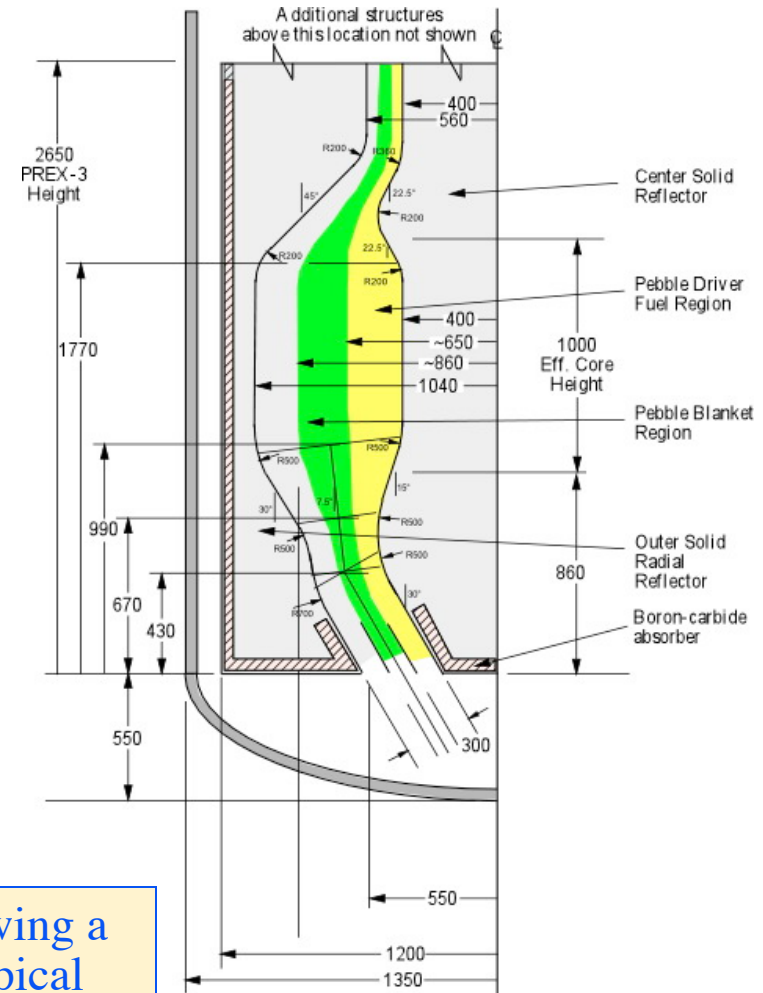 Additional structures
above this location not shown
℄
400
560
2650
PREX-3
Height
R200
R360
Center Solid
Reflector
45°
22.5°
R200
22.5°
R200
R200
Pebble Driver
Fuel Region
1770
400
~650
~860
1040
1000
Eff. Core
Height
Pebble Blanket
Region
R500
R500
990
7.5°
15°
30°
R500
R500
R500
Outer Solid
Radial
Reflector
670
860
430
30°
R700
Boron-carbide
absorber
550
300
ving a
pical
550
1200
1350